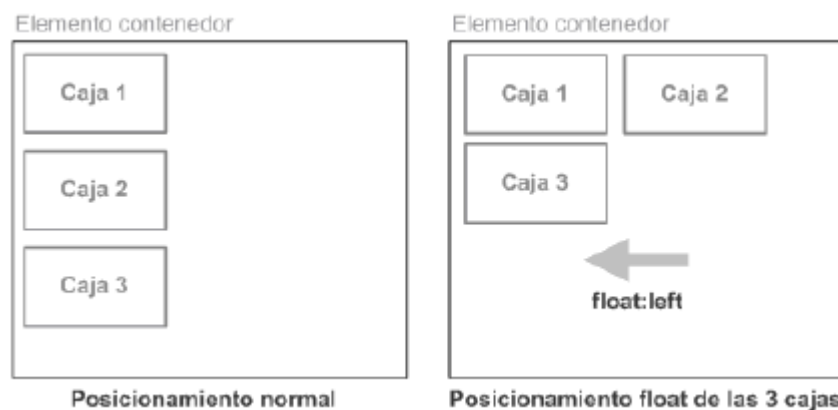 Elemento contenedor
Caja 1
Caja 2
Caja 3
Posicionamiento normal
Elemento contenedor
Caja 1 Caja 2
Caja 3
float:left
Posicionamiento float de las 3 cajas